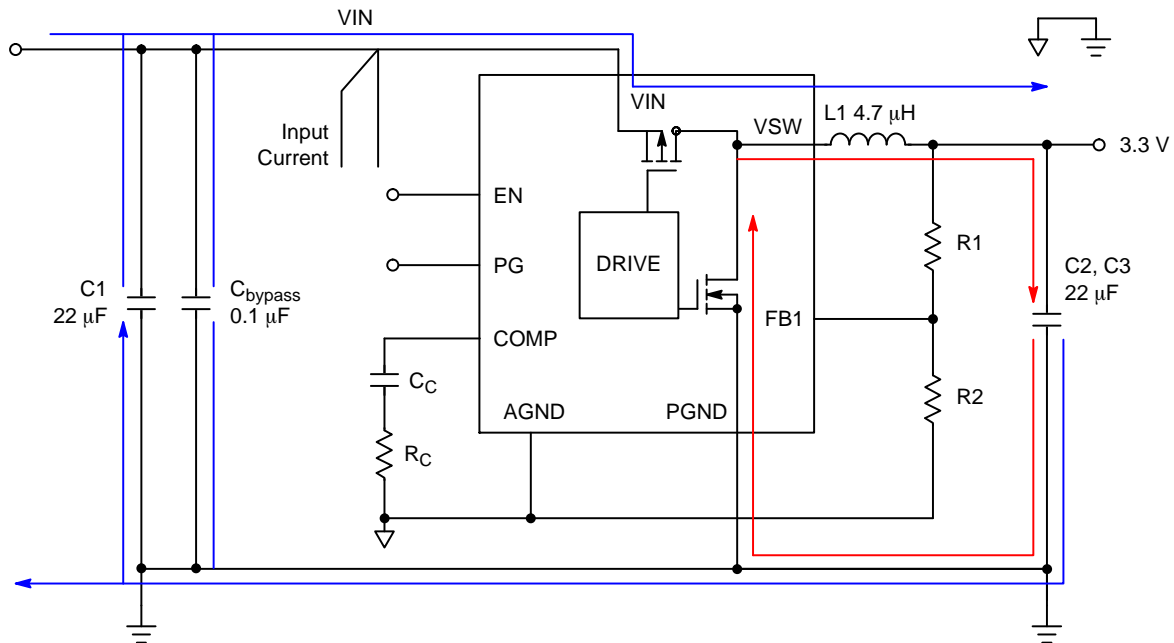 VIN
VIN
L1 4.7 μH
VSW
3.3 V
Input
Current
EN
DRIVE
R1
PG
C1
22 μF
Cbypass
0.1 μF
C2, C3
22 μF
FB1
COMP
CC
R2
AGND
PGND
RC